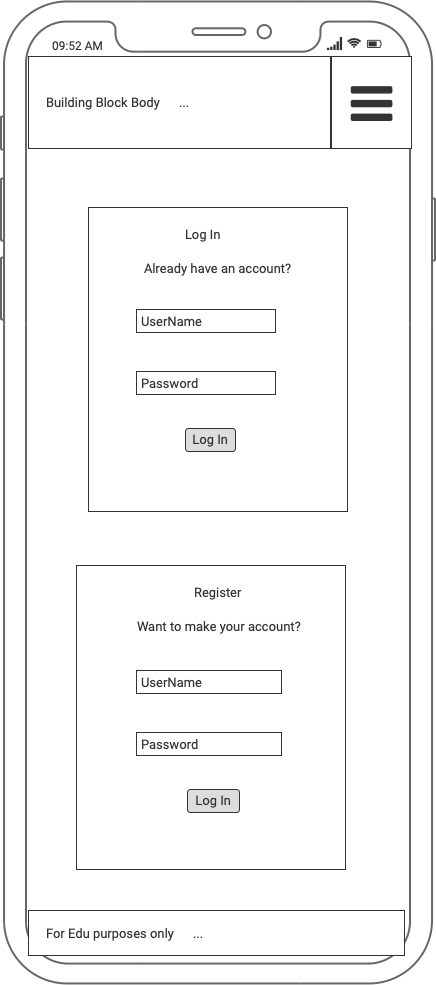 09:52 AM
Building Block Body ...
Log In
Already have an account?
UserName
Password
Log In
Register
Want to make your account?
UserName
Password
Log In
For Edu purposes only ...